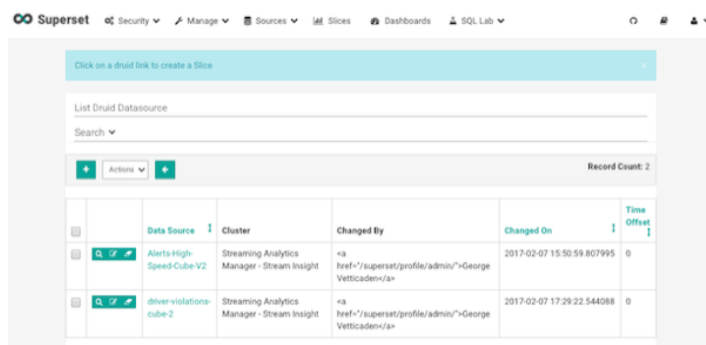 Superset Security Manage Sources Slices Dashboards SQL Lab
Click on a druid link to create a Slice ×
List Druid Datasource
Search
+ Actions Record Count: 2
Time
Data Source Cluster Changed By Changed On Offset
Alerts-High- Streaming Analytics <a 2017-02-07 15:50:59.807995 0
Speed-Cube-V2 Manager - Stream Insight href="/superset/profile/admin/">George
Vetticaden</a>
driver-violations- Streaming Analytics <a 2017-02-07 17:29:22.544088 0
cube-2 Manager - Stream Insight href="/superset/profile/admin/">George
Vetticaden</a>